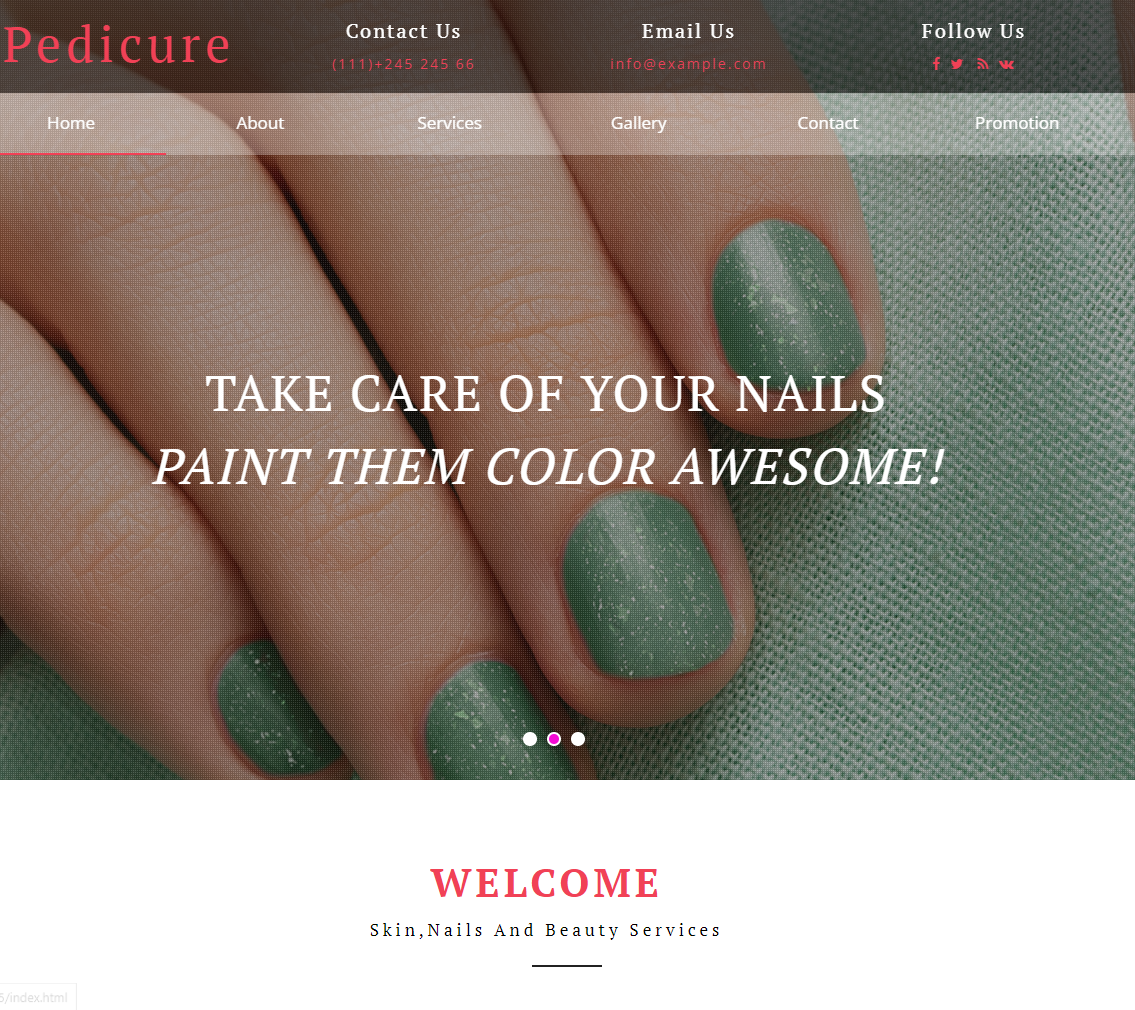 Pedicure
Contact Us
(111)+245 245 66
Email Us
info@example.com
Follow Us
Home
About
Services
Gallery
Contact
Promotion
TAKE CARE OF YOUR NAILS
PAINT THEM COLOR AWESOME!
WELCOME
Skin,Nails And Beauty Services
/index.html